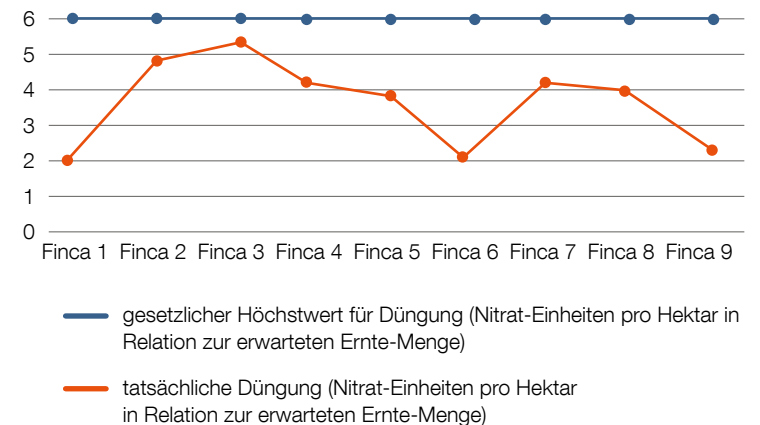 6
5
4
3
2
1
0
Finca 1 Finca 2 Finca 3 Finca 4 Finca 5 Finca 6 Finca 7 Finca 8 Finca 9
gesetzlicher Höchstwert für Düngung (Nitrat-Einheiten pro Hektar in
Relation zur erwarteten Ernte-Menge)
tatsächliche Düngung (Nitrat-Einheiten pro Hektar
in Relation zur erwarteten Ernte-Menge)